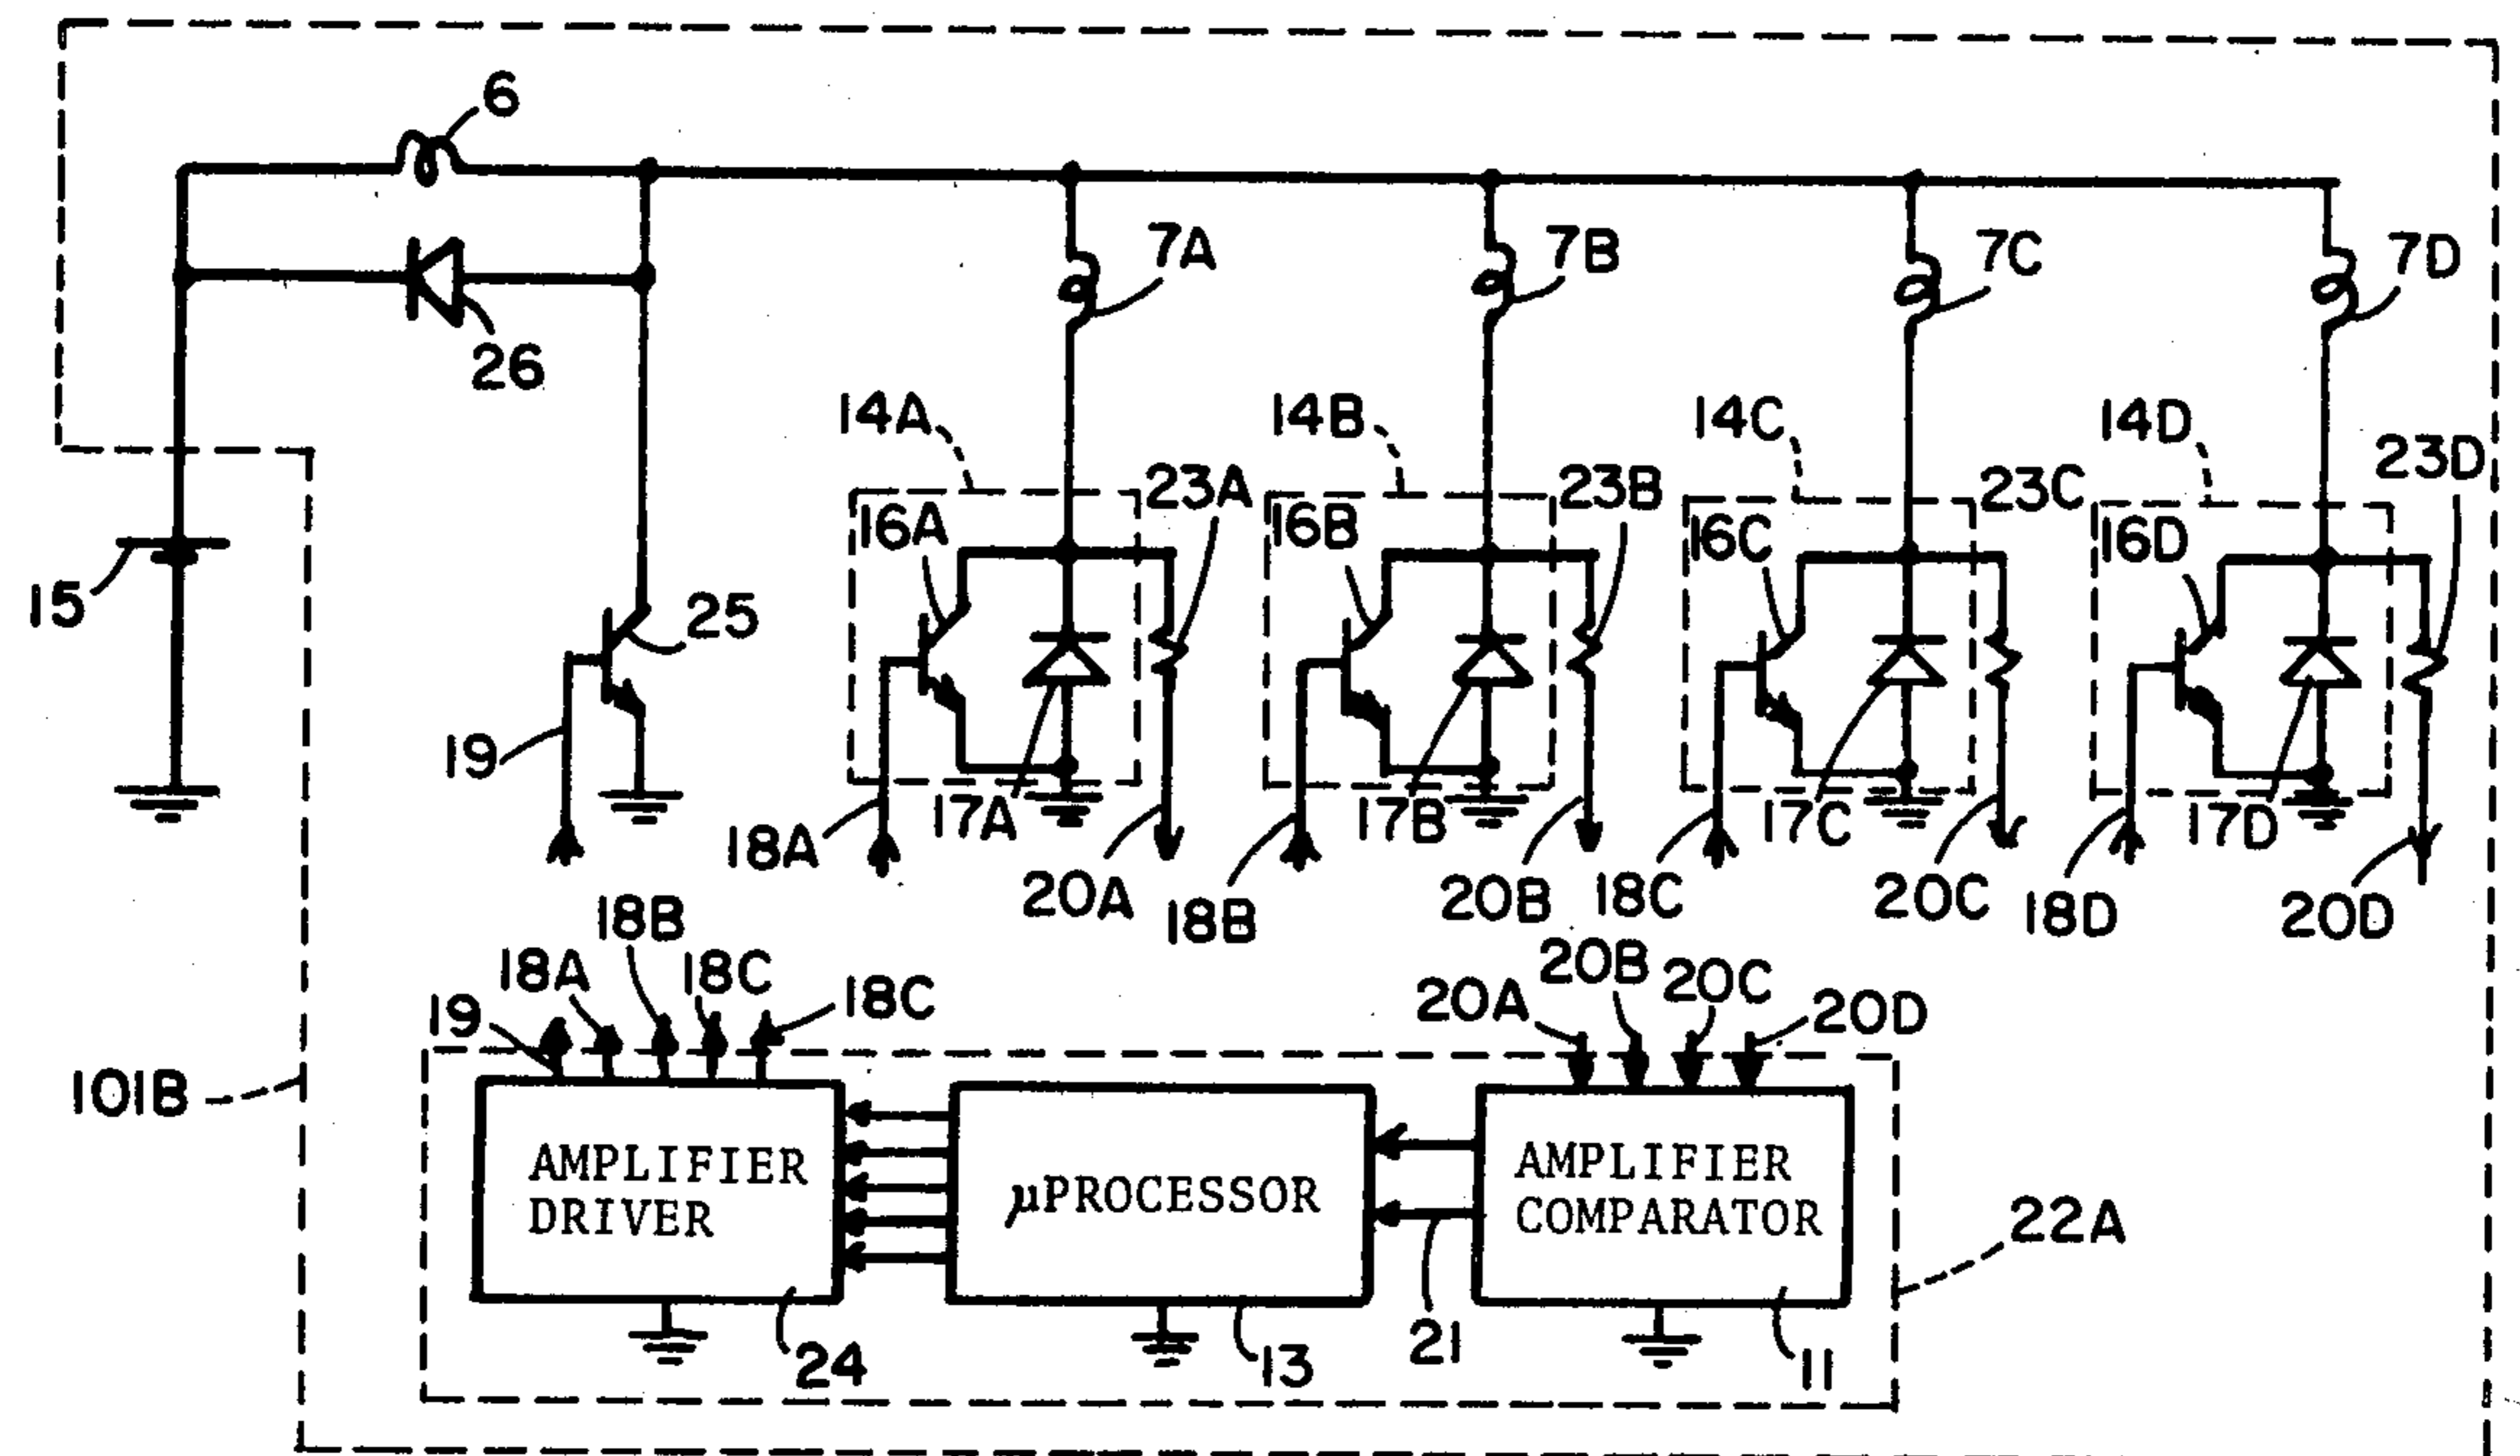 6
7A 7B 7C 7D
26
14A 14B 14C 14D
23A 23B 23C 23D
16A 16B 16C 16D
15
25
19
17A 17B 17C 17D
18A
20A 18B 20B 18C 20C 18D 20D
18B
18A 18C 18C
19
20B
20A 20C 20D
101B
AMPLIFIER
DRIVER
µPROCESSOR
AMPLIFIER
COMPARATOR
22A
24 13 21 11